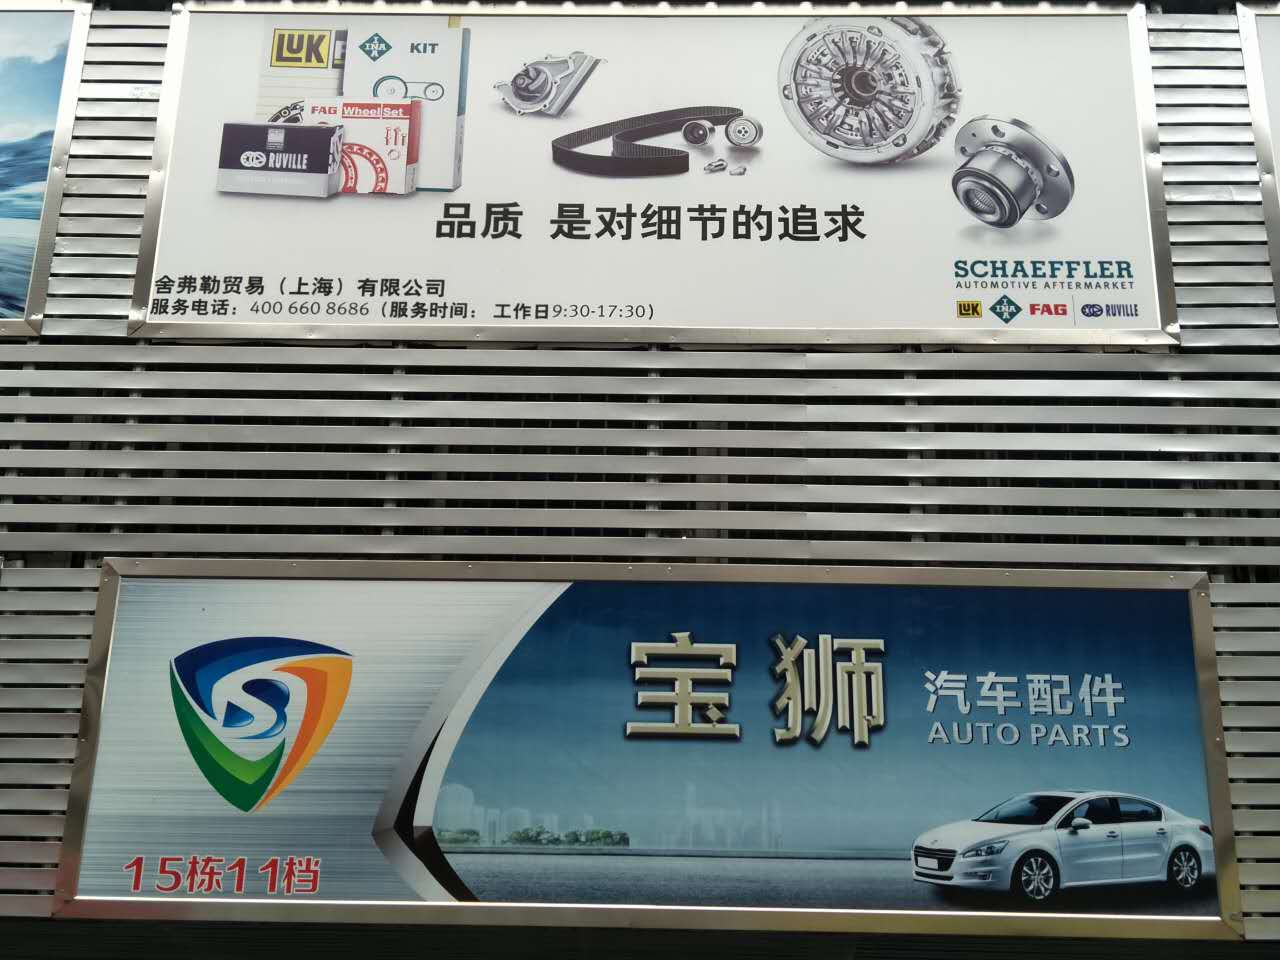 LUK
INA
KIT
FAG Wheel Set
RUVILLE
品质 是对细节的追求
舍弗勒贸易（上海）有限公司
服务电话：400 660 8686（服务时间： 工作日9:30-17:30）
SCHAEFFLER
AUTOMOTIVE AFTERMARKET
LUK INA FAG RUVILLE
宝狮 汽车配件
AUTO PARTS
15栋11档